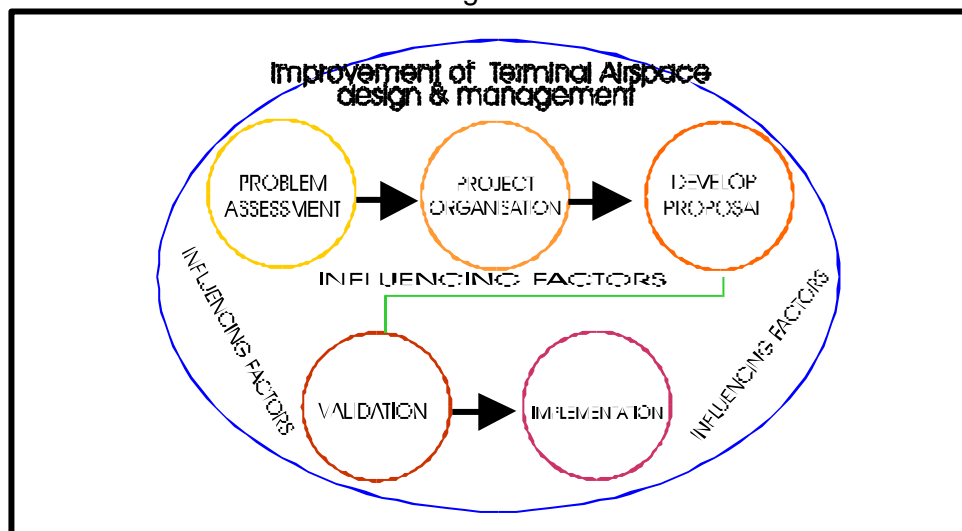 Improvement of Terminal Airspace
design & management
PROBLEM
ASSESSMENT
PROJECT
ORGANISATION
DEVELOP
PROPOSAL
INFLUENCING FACTORS
INFLUENCING FACTORS
INFLUENCING FACTORS
VALIDATION
IMPLEMENTATION